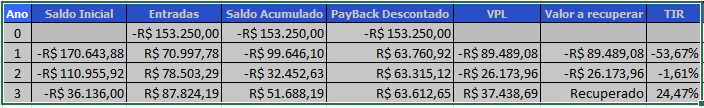 Ano Saldo Inicial Entradas Saldo Acumulado PayBack Descontado VPL Valor a recuperar TIR
0 -R$ 153.250,00 -R$ 153.250,00 -R$ 153.250,00
1 -R$ 170.643,88 R$ 70.997,78 -R$ 99.646,10 R$ 63.760,92 -R$ 89.489,08 -R$ 89.489,08 -53,67%
2 -R$ 110.955,92 R$ 78.503,29 -R$ 32.452,63 R$ 63.315,12 -R$ 26.173,96 -R$ 26.173,96 -1,61%
3 -R$ 36.136,00 R$ 87.824,19 R$ 51.688,19 R$ 63.612,65 R$ 37.438,69 Recuperado 24,47%